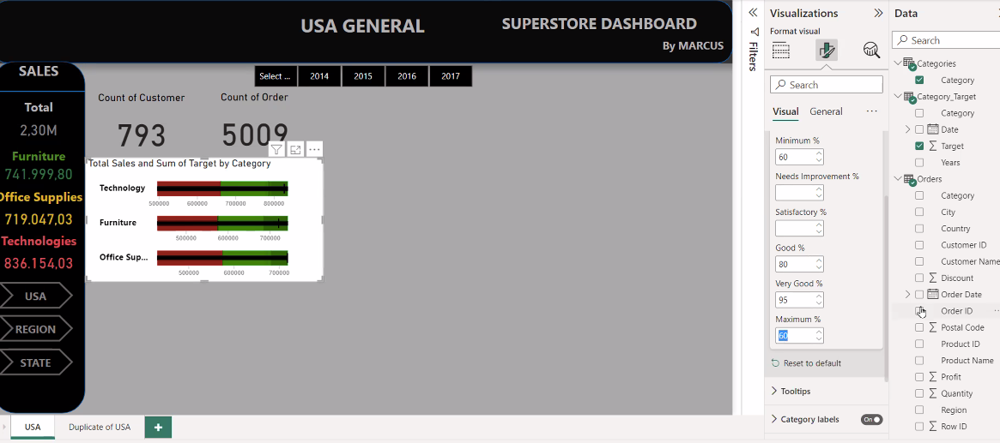 USA GENERAL
SUPERSTORE DASHBOARD
By MARCUS
SALES
Total
2,30M
Furniture
741.999,80
Office Supplies
719.047,03
Technologies
836.154,03
USA
REGION
STATE
Select ...
2014
2015
2016
2017
Count of Customer
793
Count of Order
5009
Total Sales and Sum of Target by Category
Technology
500000 600000 700000 800000
Furniture
500000 600000 700000
Office Sup...
500000 600000 700000
USA
Duplicate of USA
+
Filters
Visualizations
Format visual
Search
Visual
General
Minimum %
60
Needs Improvement %
Satisfactory %
Good %
80
Very Good %
95
Maximum %
60
Reset to default
Tooltips
Category labels
On
Data
Search
Categories
Category
Category_Target
Category
Date
Target
Years
Orders
Category
City
Country
Customer ID
Customer Name
Discount
Order Date
Order ID
Postal Code
Product ID
Product Name
Profit
Quantity
Region
Row ID